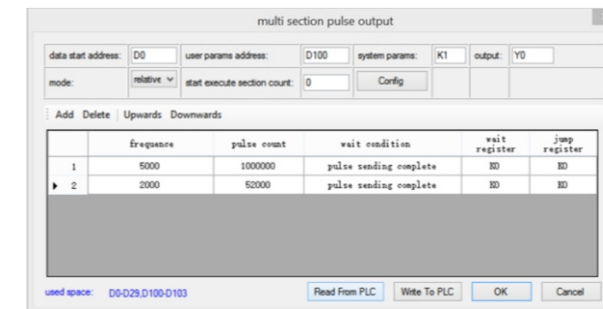 multi section pulse output
data start address: D0 user params address: D100 system params: K1 output: Y0
mode: relative start execute section count: 0 Config
Add Delete Upwards Downwards
frequence pulse count wait condition wait register jump register
1 5000 1000000 pulse sending complete K0 K0
2 2000 52000 pulse sending complete K0 K0
used space: D0-D29,D100-D103 Read From PLC Write To PLC OK Cancel